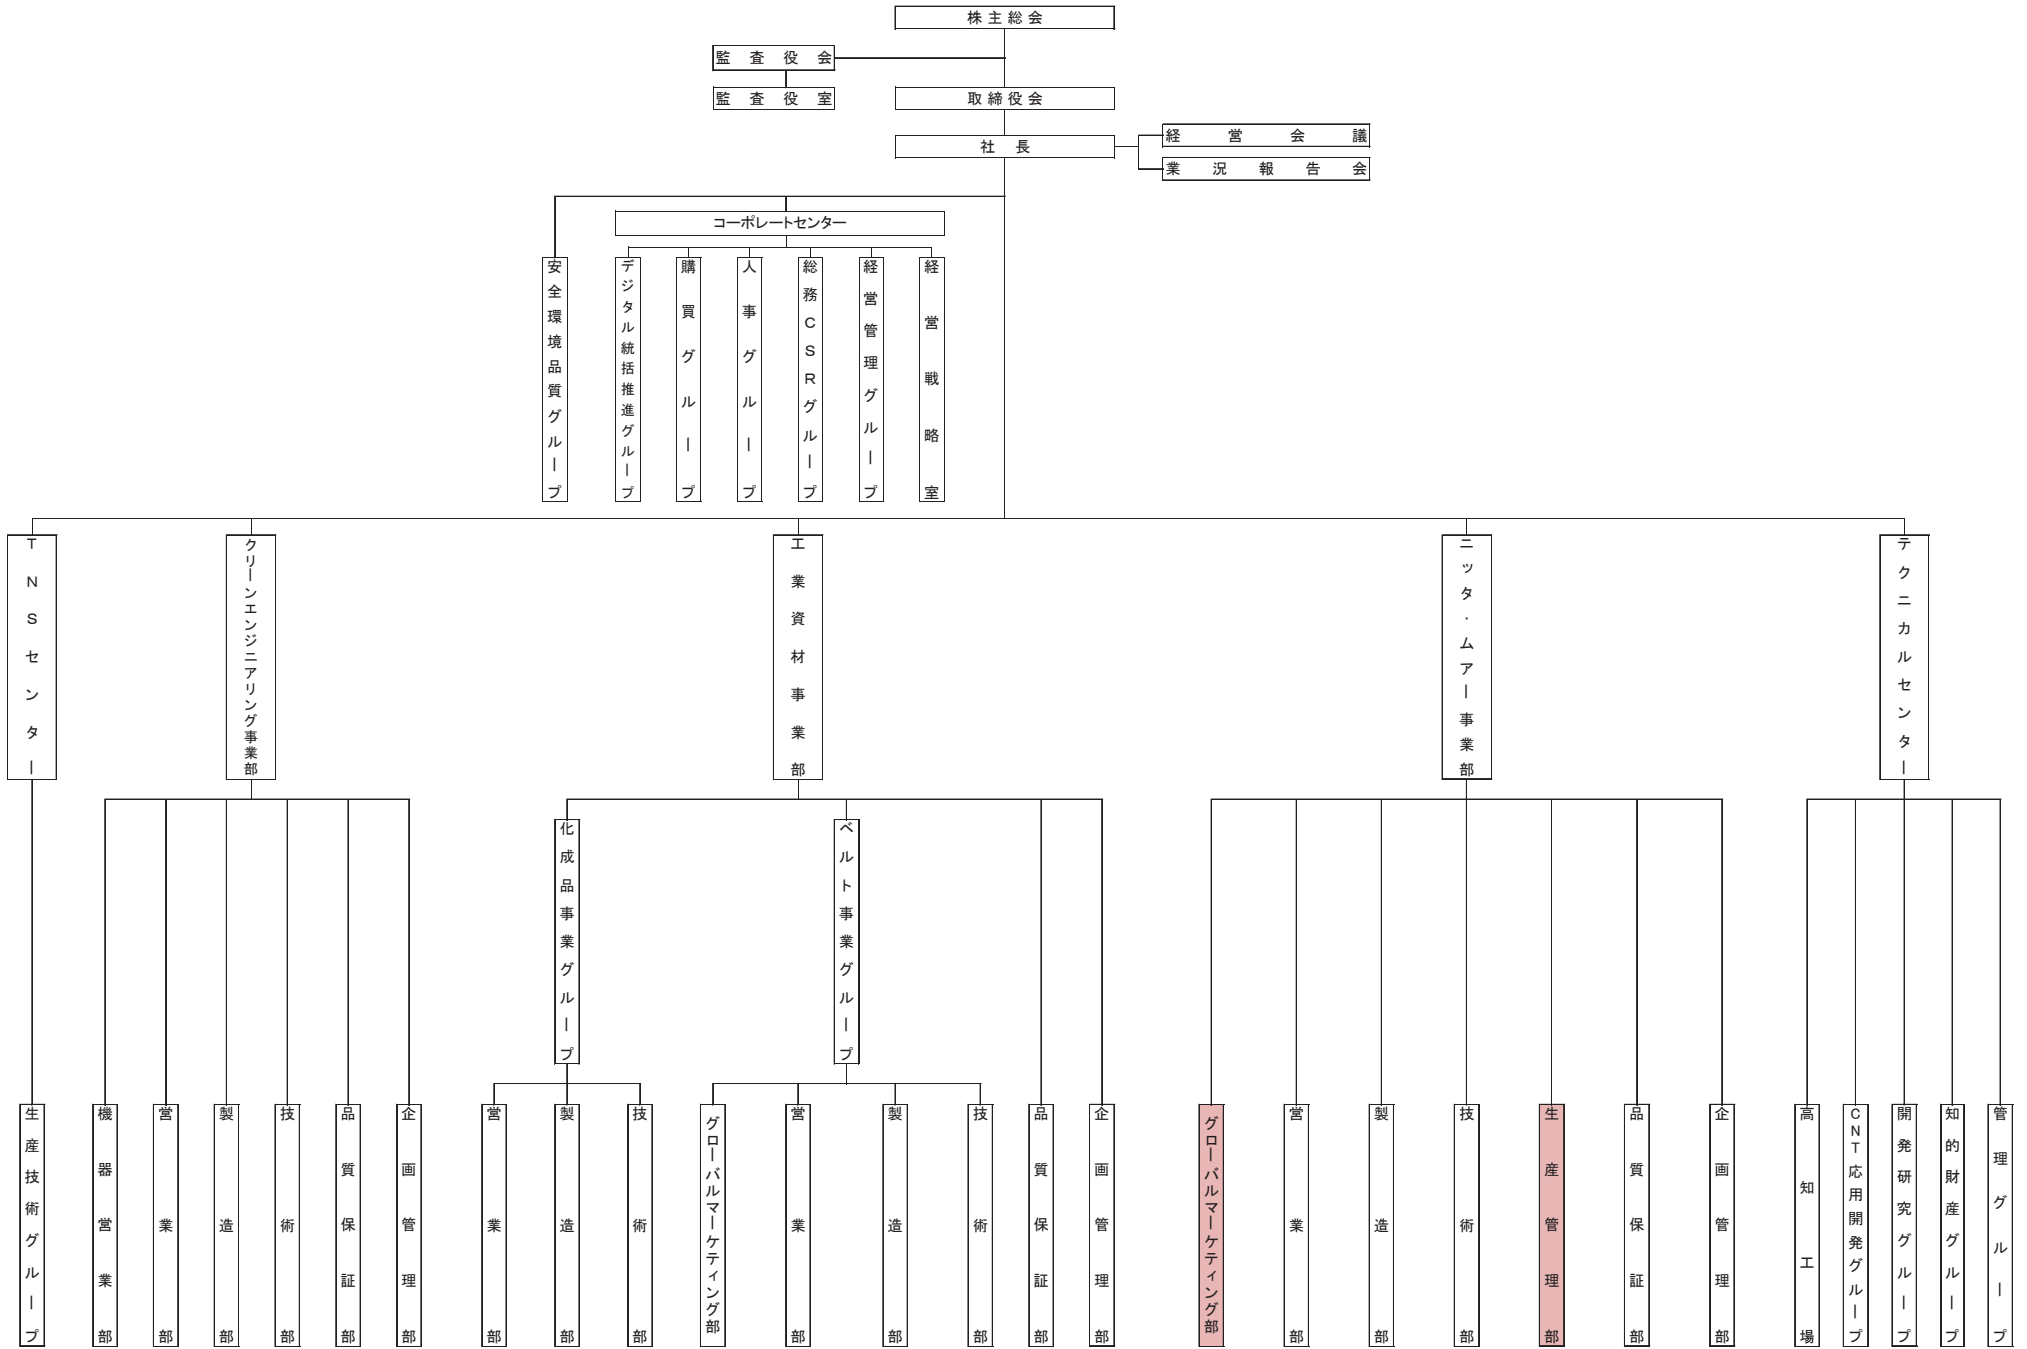 株主総会
監査役会
監査役室
取締役会
社長
経営会議
業況報告会
コーポレートセンター
安全環境品質グループ
デジタル統括推進グループ
購買グループ
人事グループ
総務CSRグループ
経営管理グループ
経営戦略室
TNSセンター
クリーンエンジニアリング事業部
工業資材事業部
ニッタ・ムアー事業部
テクニカルセンター
化成品事業グループ
ベルト事業グループ
生産技術グループ
機器営業部
営業部
製造部
技術部
品質保証部
企画管理部
営業部
製造部
技術部
グローバルマーケティング部
営業部
製造部
技術部
品質保証部
企画管理部
グローバルマーケティング部
営業部
製造部
技術部
生産管理部
品質保証部
企画管理部
高知工場
CNT応用開発グループ
開発研究グループ
知的財産グループ
管理グループ